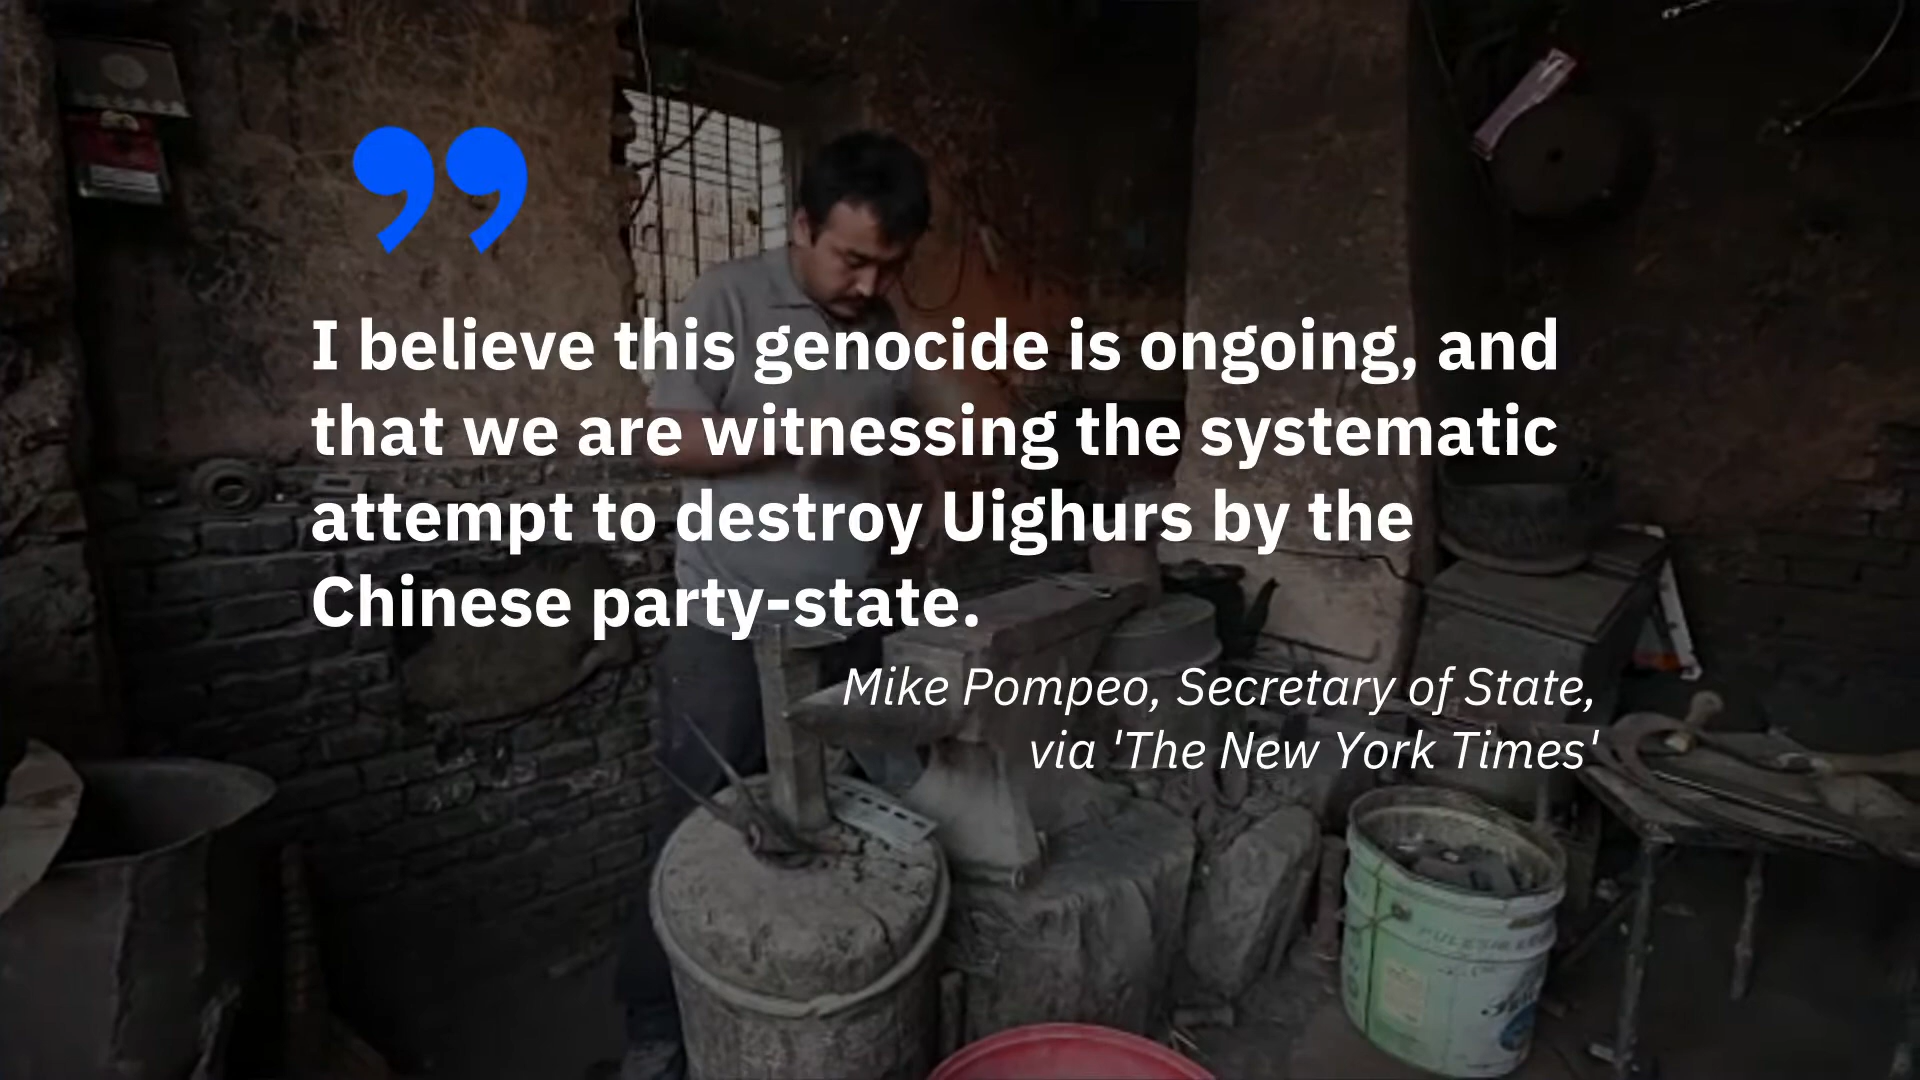 ”
I believe this genocide is ongoing, and
that we are witnessing the systematic
attempt to destroy Uighurs by the
Chinese party-state.
Mike Pompeo, Secretary of State,
via 'The New York Times'